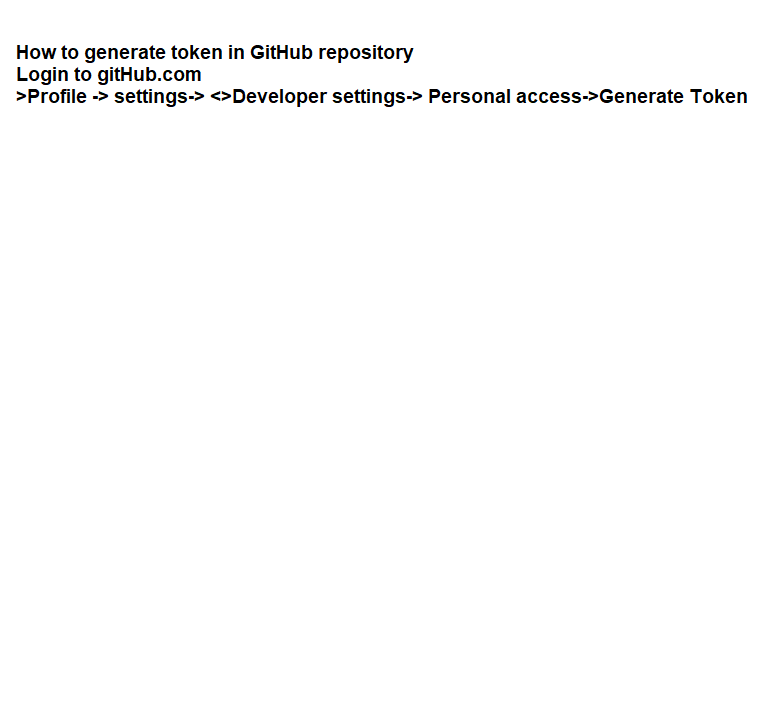 How to generate token in GitHub repository
Login to gitHub.com
>Profile -> settings-> <>Developer settings-> Personal access->Generate Token